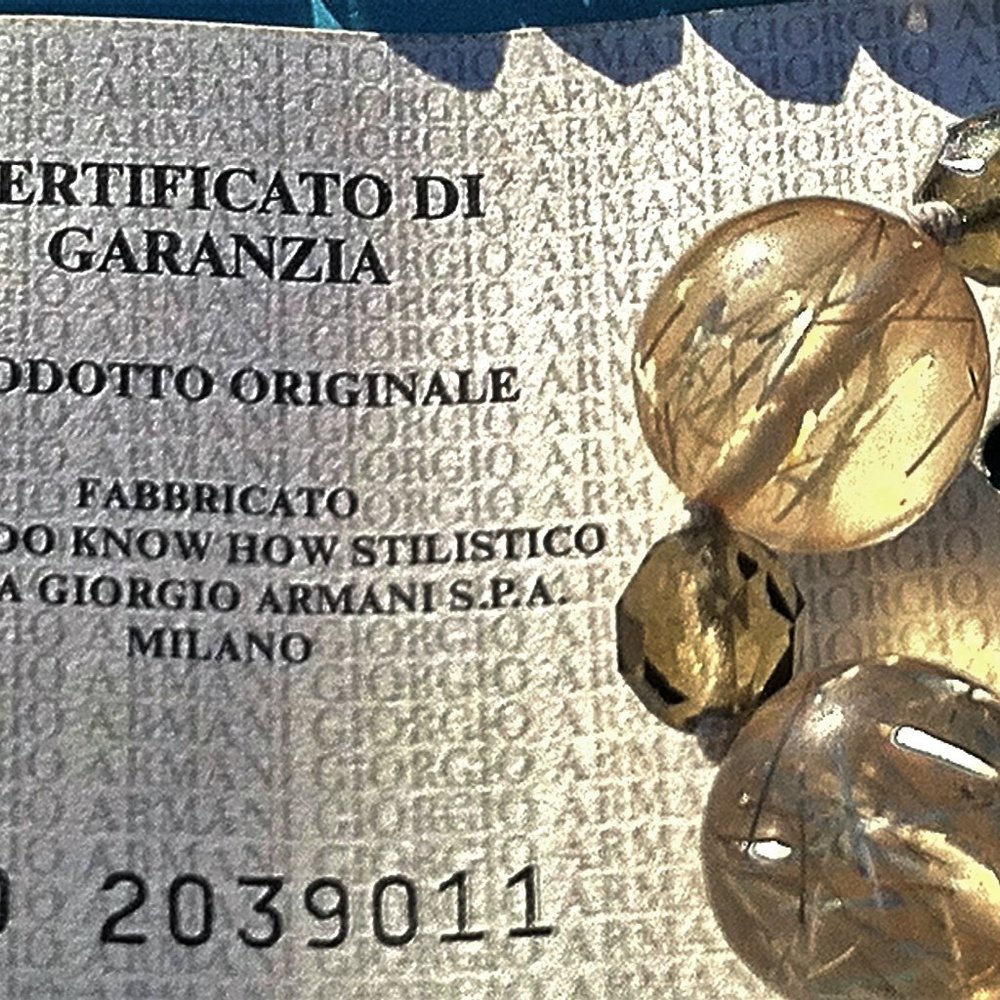 ERTIFICATO DI
GARANZIA
ODOTTO ORIGINALE
FABBRICATO
DO KNOW HOW STILISTICO
A GIORGIO ARMANI S.P.A.
MILANO
2039011